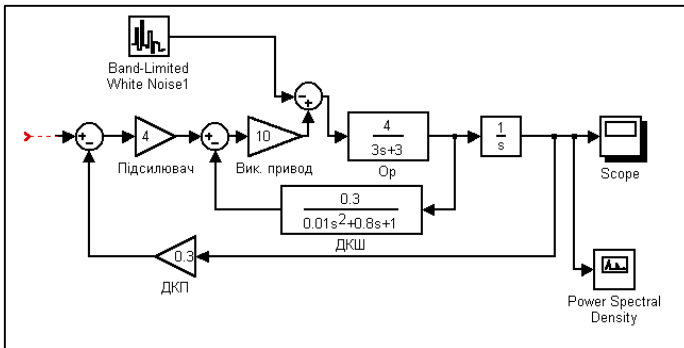 Band-Limited
White Noise1
4
Підсилювач
10
Вик. привод
4
3s+3
Ор
1
s
Scope
0.3
0.01s²+0.8s+1
ДКШ
0.3
ДКП
Power Spectral
Density